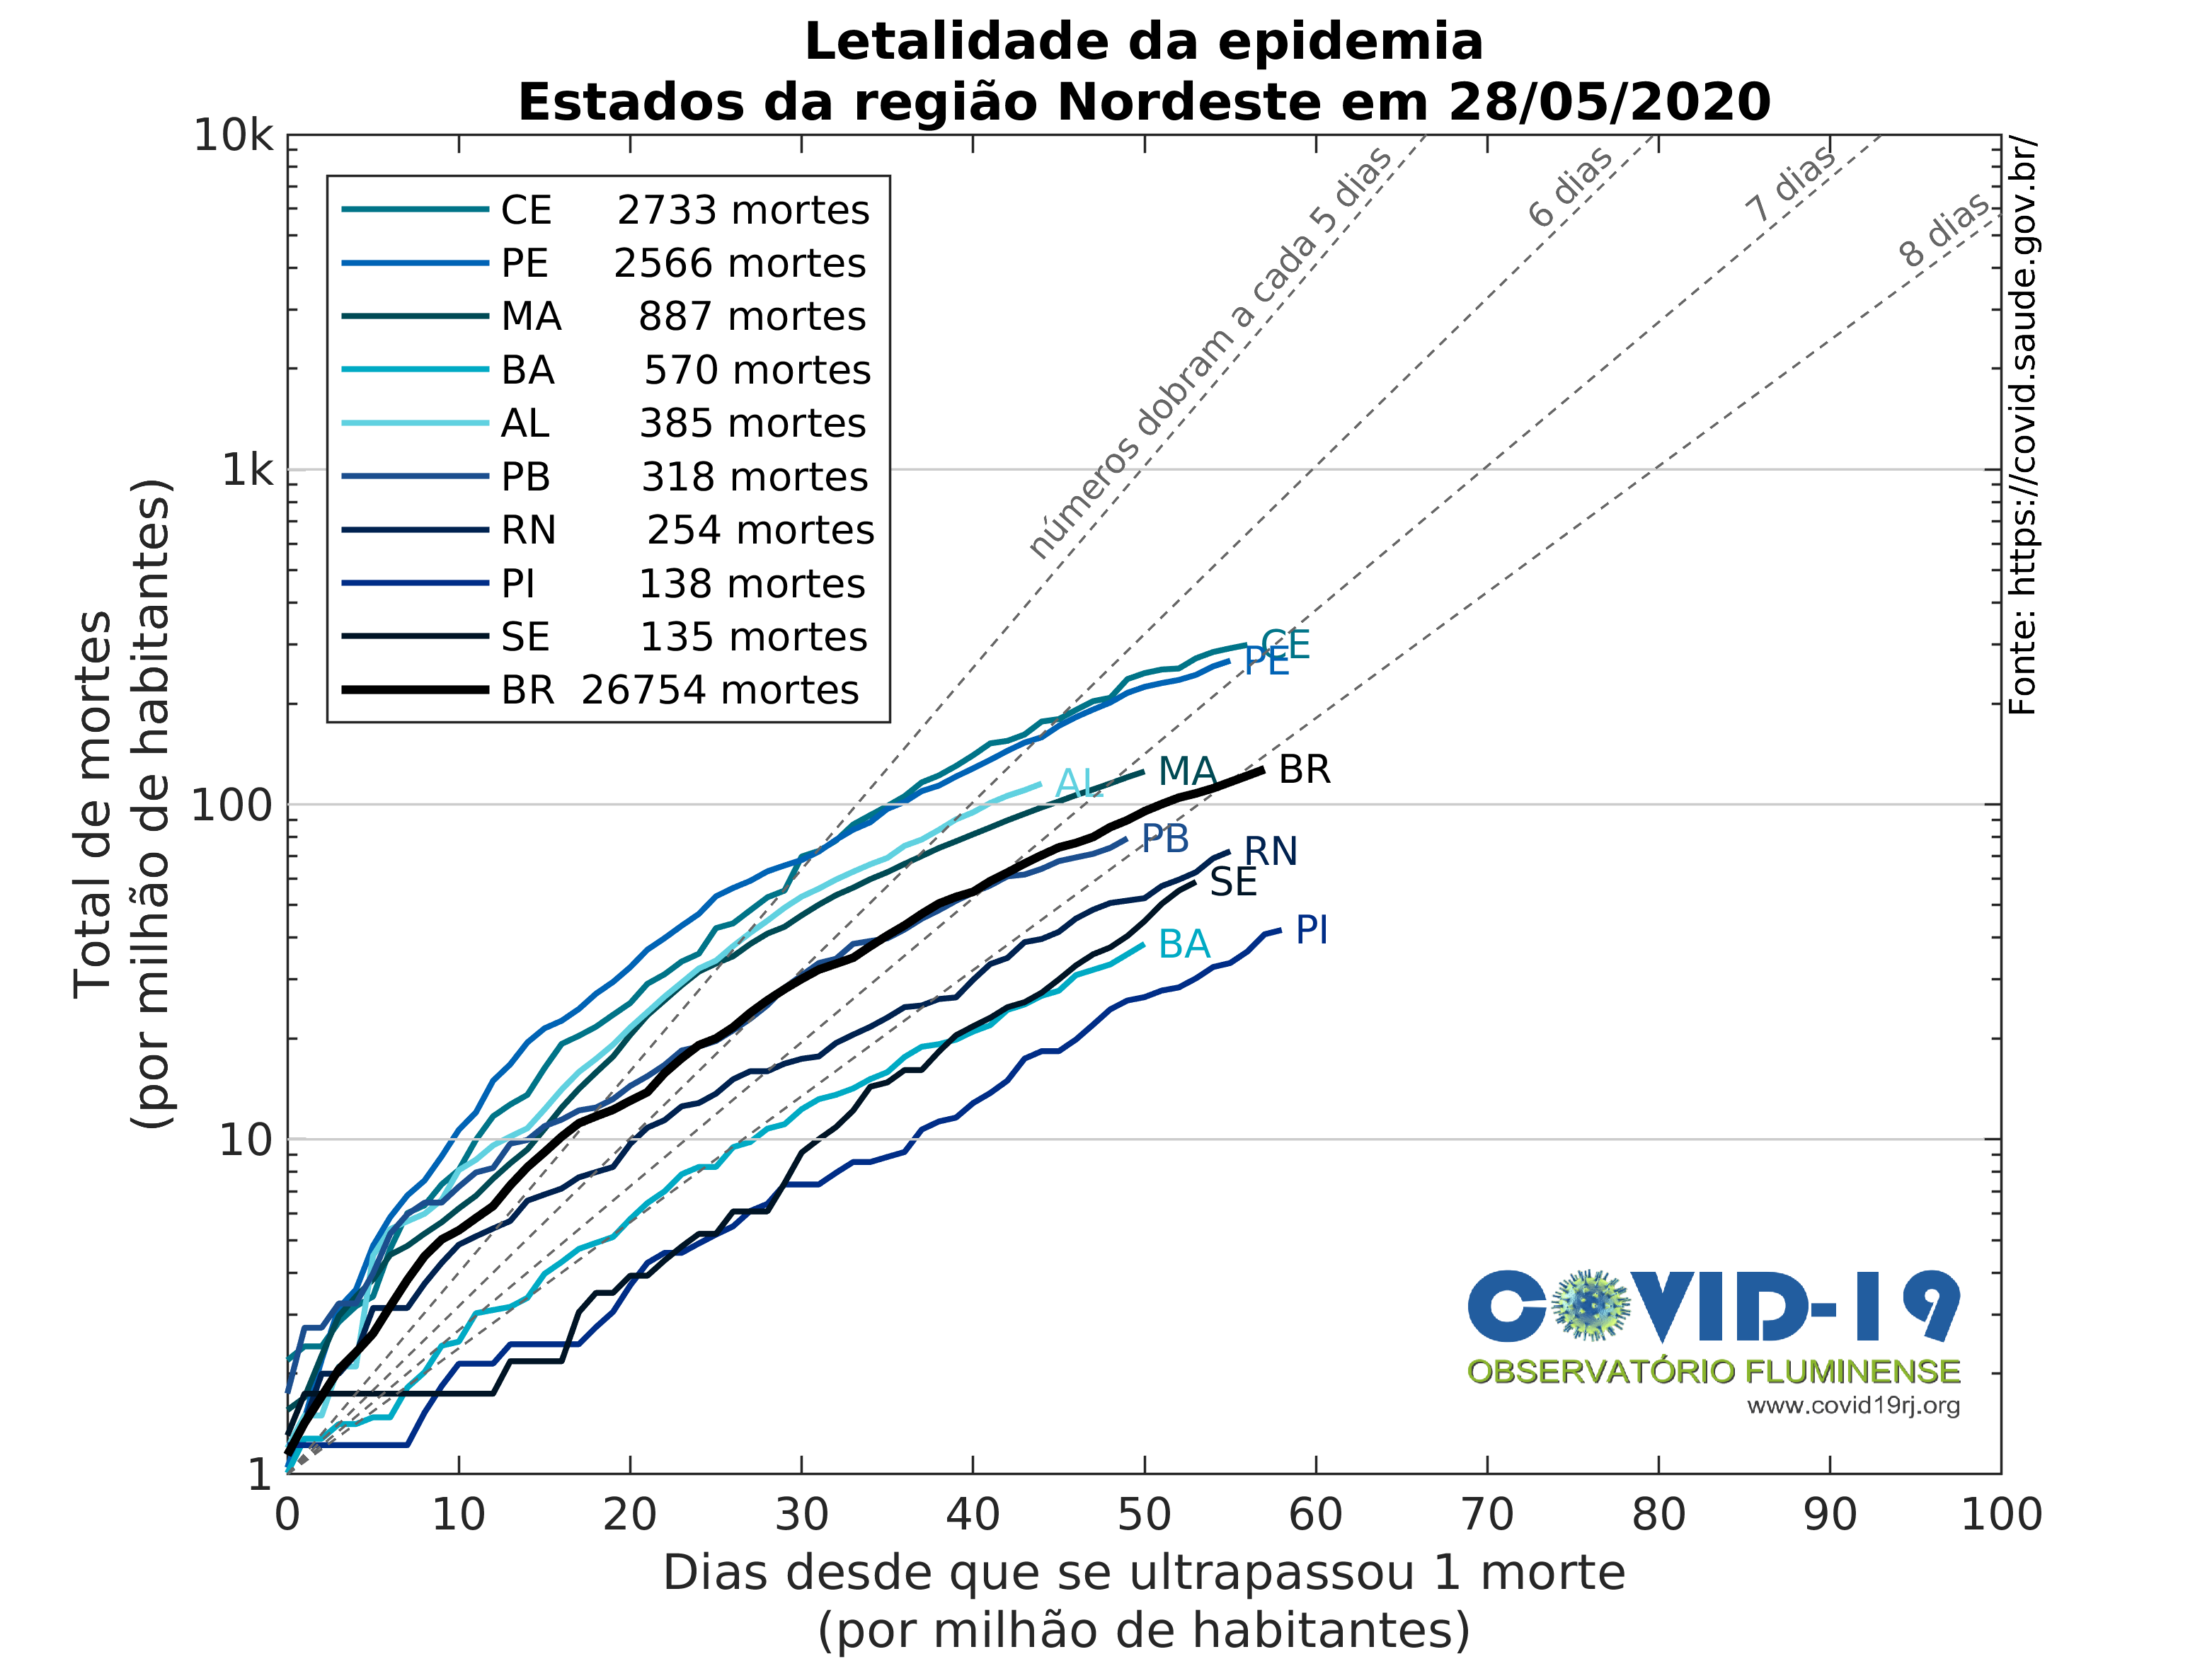 Letalidade da epidemia
Estados da região Nordeste em 28/05/2020
10k
1k
100
10
1
Total de mortes
(por milhão de habitantes)
CE 2733 mortes
PE 2566 mortes
MA 887 mortes
BA 570 mortes
AL 385 mortes
PB 318 mortes
RN 254 mortes
PI 138 mortes
SE 135 mortes
BR 26754 mortes
números dobram a cada 5 dias
6 dias
7 dias
8 dias
CE
PE
MA
BR
AL
PB
RN
SE
PI
BA
Fonte: https://covid.saude.gov.br/
COVID-19
OBSERVATÓRIO FLUMINENSE
www.covid19rj.org
0 10 20 30 40 50 60 70 80 90 100
Dias desde que se ultrapassou 1 morte
(por milhão de habitantes)